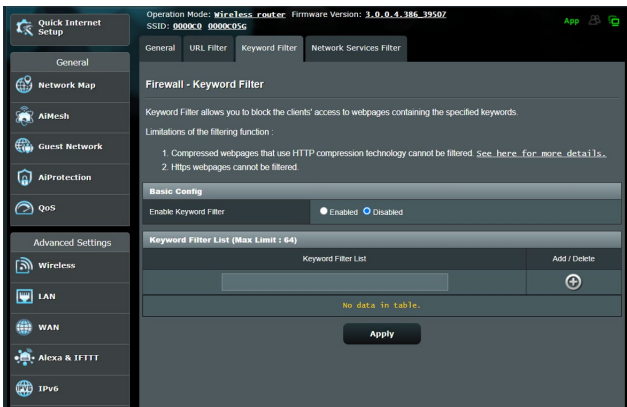 Quick Internet
Setup
Operation Mode: Wireless router Firmware Version: 3.0.0.4.386_39507
SSID: 0000C0 0000C05G
App
General
URL Filter
Keyword Filter
Network Services Filter
General
Network Map
AiMesh
Guest Network
AiProtection
QoS
Advanced Settings
Wireless
LAN
WAN
Alexa & IFTTT
IPv6
Firewall - Keyword Filter
Keyword Filter allows you to block the clients' access to webpages containing the specified keywords.
Limitations of the filtering function :
1. Compressed webpages that use HTTP compression technology cannot be filtered. See here for more details.
2. Https webpages cannot be filtered.
Basic Config
Enable Keyword Filter
Enabled Disabled
Keyword Filter List (Max Limit : 64)
Keyword Filter List
Add / Delete
No data in table.
Apply